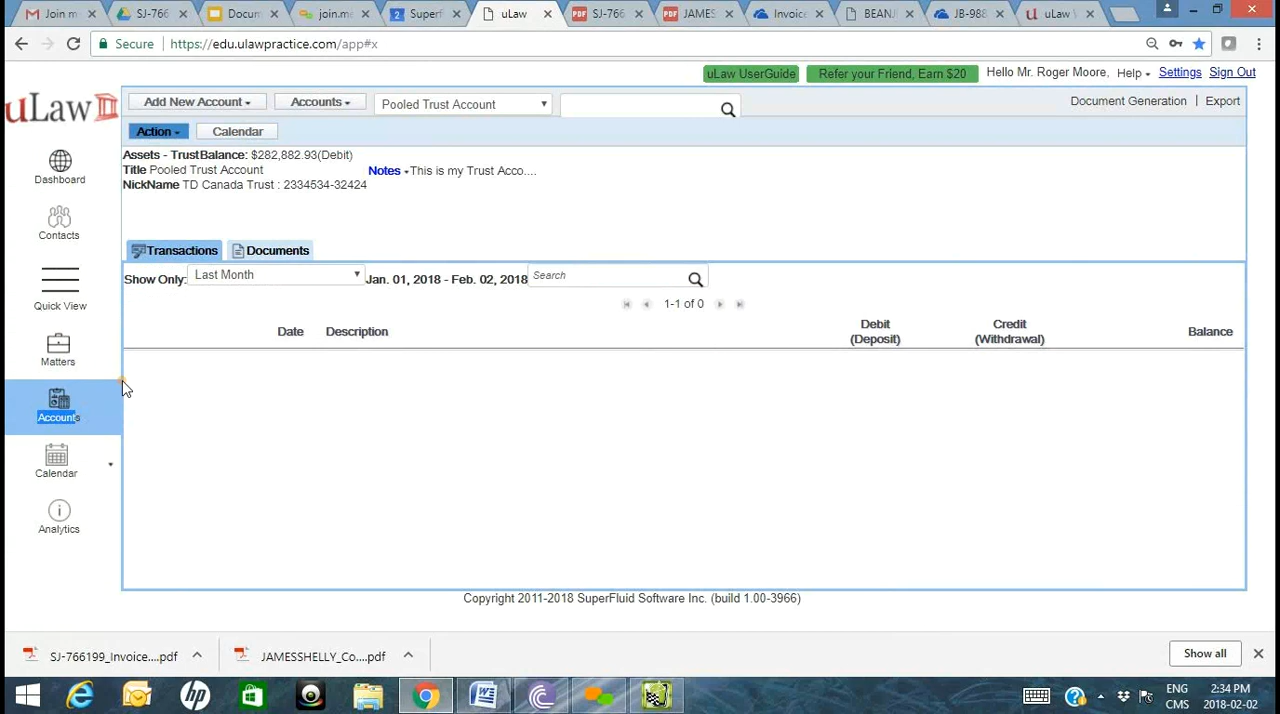 Join m
SJ-766
Docum
join.m
Superf
uLaw
SJ-766
JAMES
Invoice
BEANJ
JB-988
uLaw
Secure
https://edu.ulawpractice.com/app#x
uLaw UserGuide
Refer your Friend, Earn $20
Hello Mr. Roger Moore,
Help
Settings
Sign Out
uLaw
Add New Account
Accounts
Pooled Trust Account
Document Generation | Export
Action
Calendar
Assets - TrustBalance: $282,882.93(Debit)
Title Pooled Trust Account
Notes This is my Trust Acco....
NickName TD Canada Trust : 2334534-32424
Dashboard
Contacts
Quick View
Matters
Accounts
Calendar
Analytics
Transactions
Documents
Show Only:
Last Month
Jan. 01, 2018 - Feb. 02, 2018
Search
1-1 of 0
Date
Description
Debit
(Deposit)
Credit
(Withdrawal)
Balance
Copyright 2011-2018 SuperFluid Software Inc. (build 1.00-3966)
SJ-766199_Invoice....pdf
JAMESSHELLY_Co....pdf
Show all
ENG
CMS
2:34 PM
2018-02-02